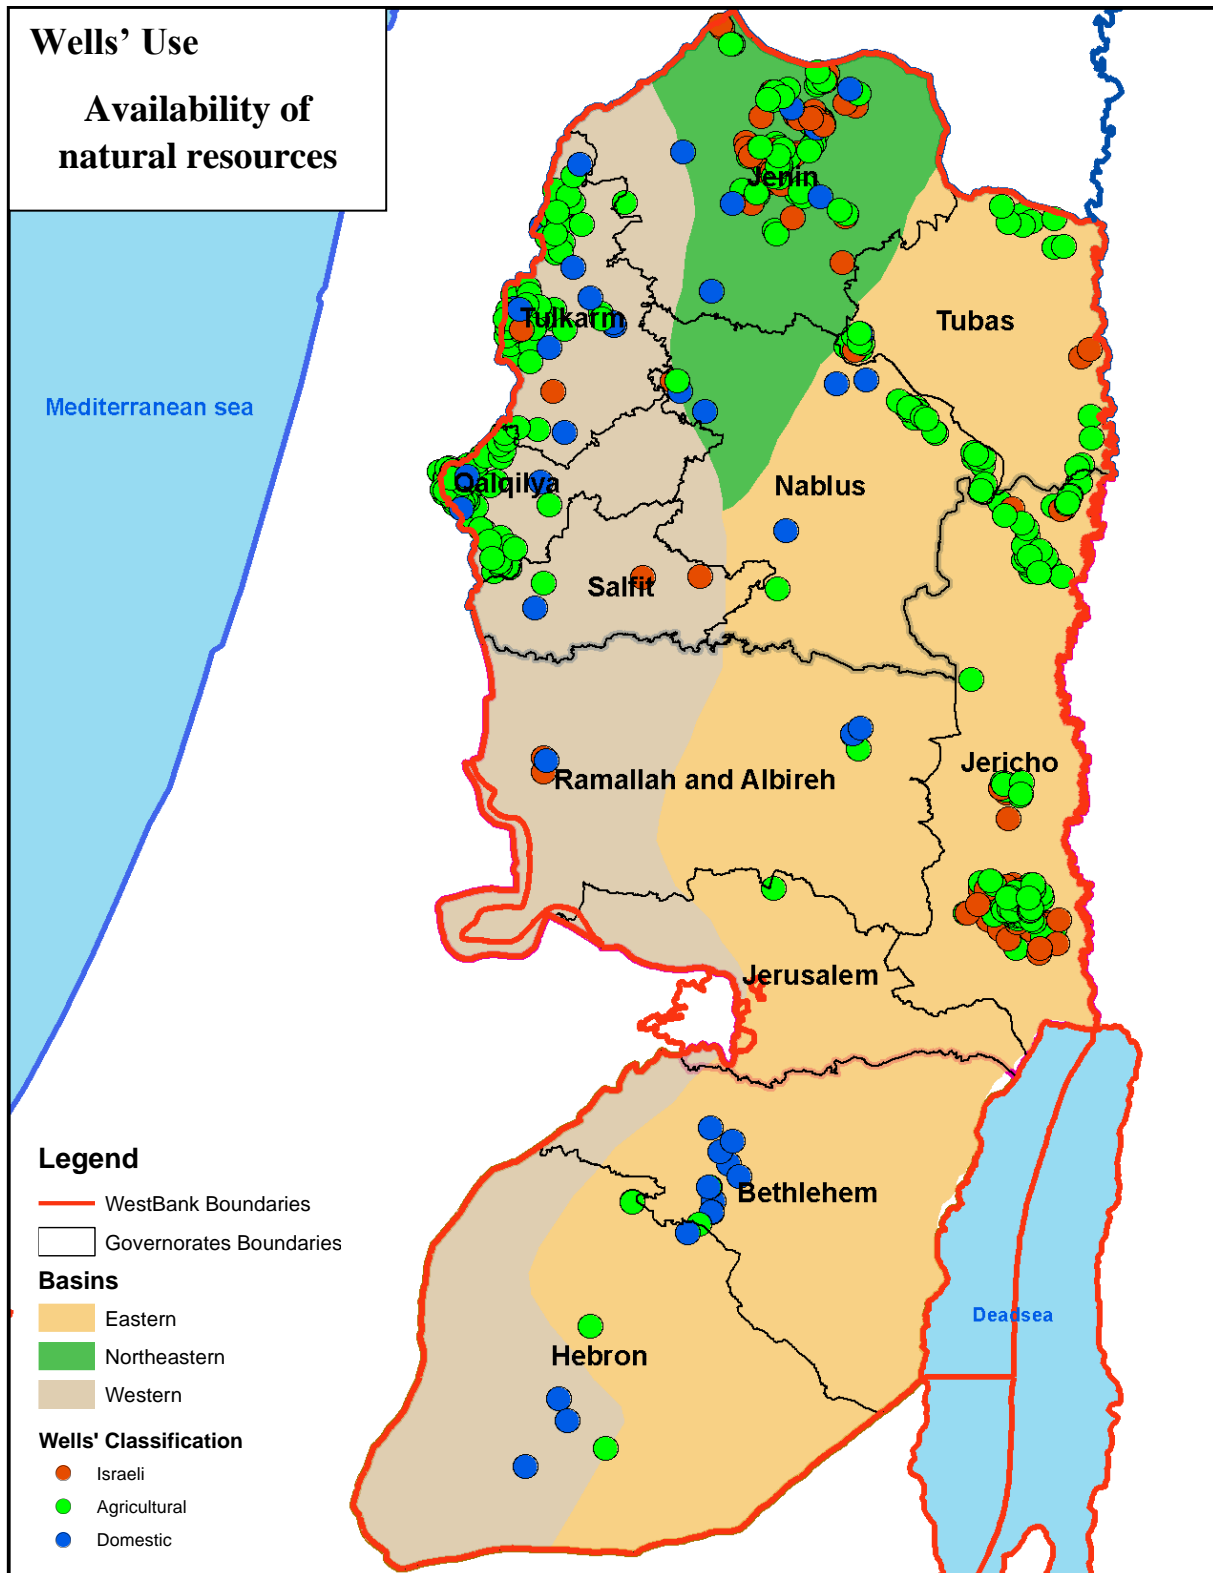 Wells’ Use
Availability of
natural resources
Jenin
Tubas
Tulkarm
Mediterranean sea
Qalqilya
Nablus
Salfit
Jericho
Ramallah and Albireh
Jerusalem
Legend
WestBank Boundaries
Governorates Boundaries
Basins
Eastern
Northeastern
Western
Wells' Classification
Israeli
Agricultural
Domestic
Bethlehem
Deadsea
Hebron